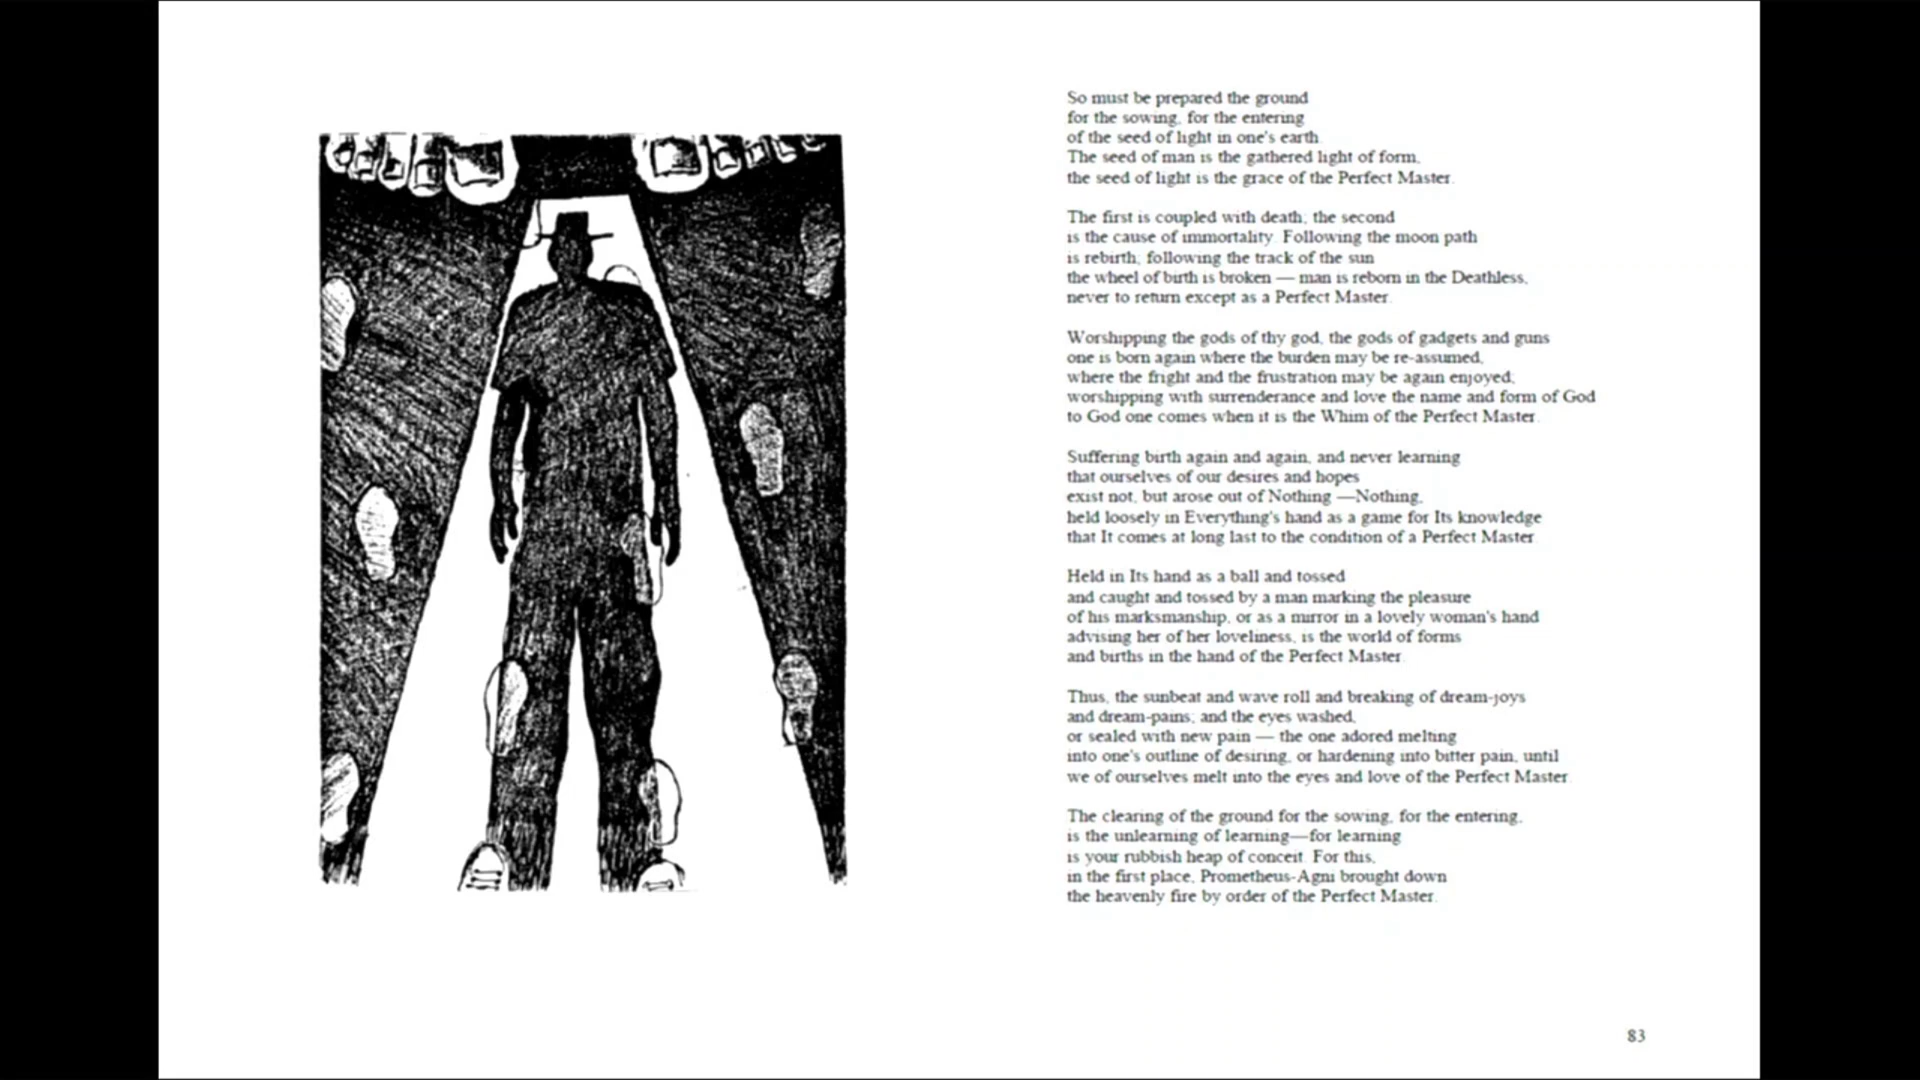 So must be prepared the ground
for the sowing, for the entering
of the seed of light in one's earth.
The seed of man is the gathered light of form,
the seed of light is the grace of the Perfect Master.
The first is coupled with death; the second
is the cause of immortality. Following the moon path
is rebirth; following the track of the sun
the wheel of birth is broken — man is reborn in the Deathless,
never to return except as a Perfect Master.
Worshipping the gods of thy god, the gods of gadgets and guns
one is born again where the burden may be re-assumed,
where the fright and the frustration may be again enjoyed;
worshipping with surrenderance and love the name and form of God
to God one comes when it is the Whim of the Perfect Master.
Suffering birth again and again, and never learning
that ourselves of our desires and hopes
exist not, but arose out of Nothing —Nothing,
held loosely in Everything's hand as a game for Its knowledge
that It comes at long last to the condition of a Perfect Master.
Held in Its hand as a ball and tossed
and caught and tossed by a man marking the pleasure
of his marksmanship, or as a mirror in a lovely woman's hand
advising her of her loveliness, is the world of forms
and births in the hand of the Perfect Master.
Thus, the sunbeat and wave roll and breaking of dream-joys
and dream-pains; and the eyes washed,
or sealed with new pain — the one adored melting
into one's outline of desiring, or hardening into bitter pain, until
we of ourselves melt into the eyes and love of the Perfect Master.
The clearing of the ground for the sowing, for the entering,
is the unlearning of learning—for learning
is your rubbish heap of conceit. For this,
in the first place, Prometheus-Agni brought down
the heavenly fire by order of the Perfect Master.
83